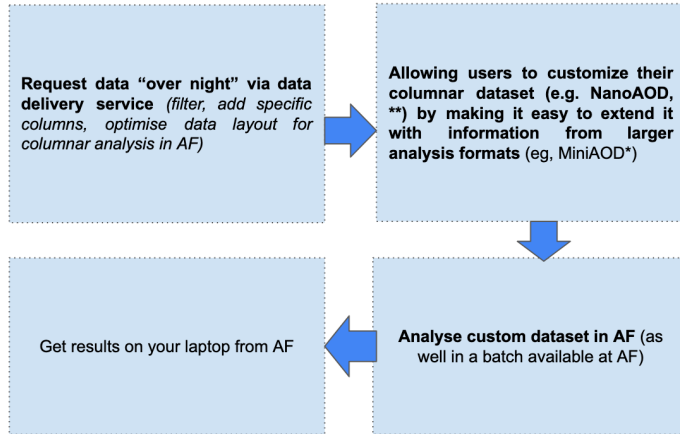 Request data “over night” via data
delivery service (filter, add specific
columns, optimise data layout for
columnar analysis in AF)
Allowing users to customize their
columnar dataset (e.g. NanoAOD,
**) by making it easy to extend it
with information from larger
analysis formats (eg, MiniAOD*)
Analyse custom dataset in AF (as
well in a batch available at AF)
Get results on your laptop from AF